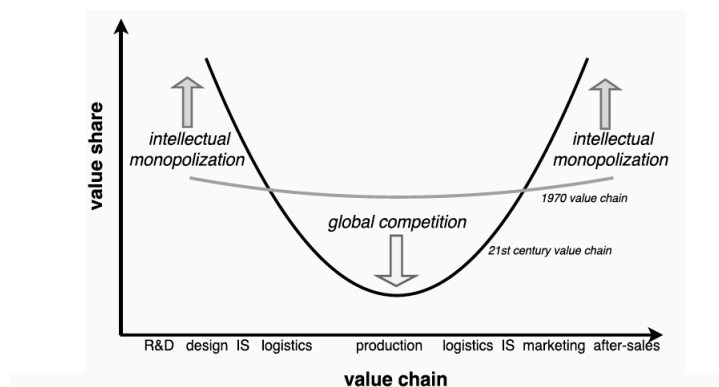 intellectual
monopolization
intellectual
monopolization
value share
1970 value chain
global competition
21st century value chain
R&D design IS logistics production logistics IS marketing after-sales
value chain